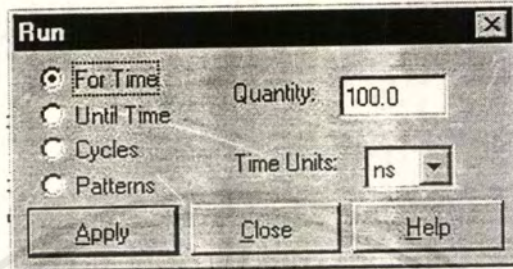 Run
For Time
Until Time
Cycles
Patterns
Quantity: 100.0
Time Units: ns
Apply
Close
Help